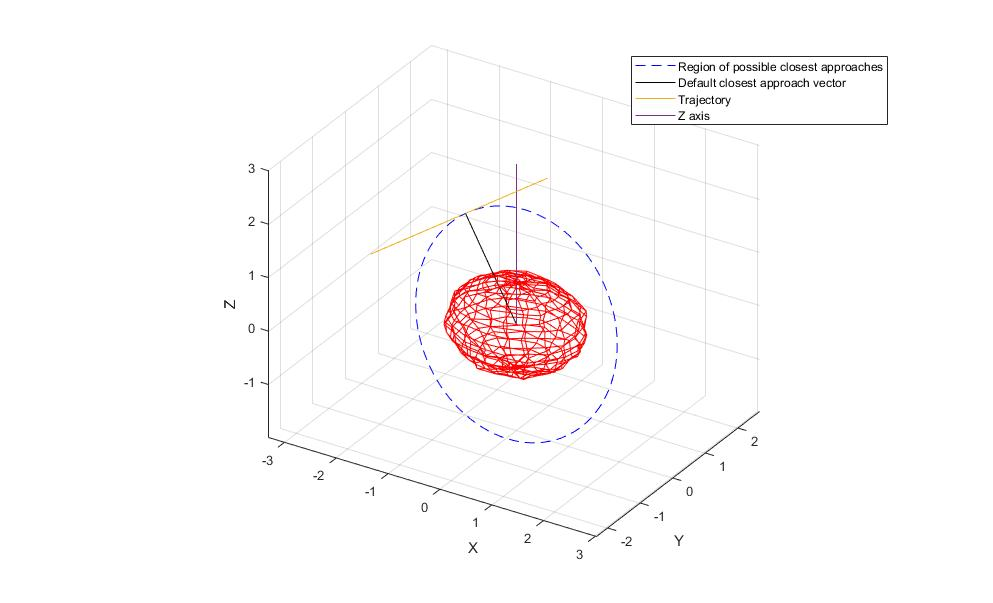 Region of possible closest approaches
Default closest approach vector
Trajectory
Z axis
3
2
1
0
-1
Z
-3
-2
-1
0
1
2
3
X
-2
-1
0
1
2
Y